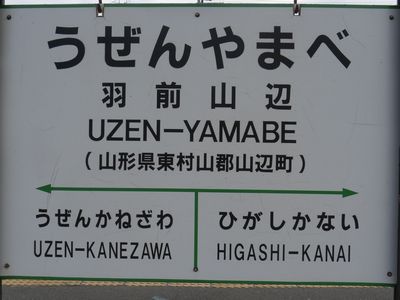 うぜんやまべ
羽前山辺
UZEN-YAMABE
(山形県東村山郡山辺町)
うぜんかねざわ ひがしかない
UZEN-KANEZAWA HIGASHI-KANAI